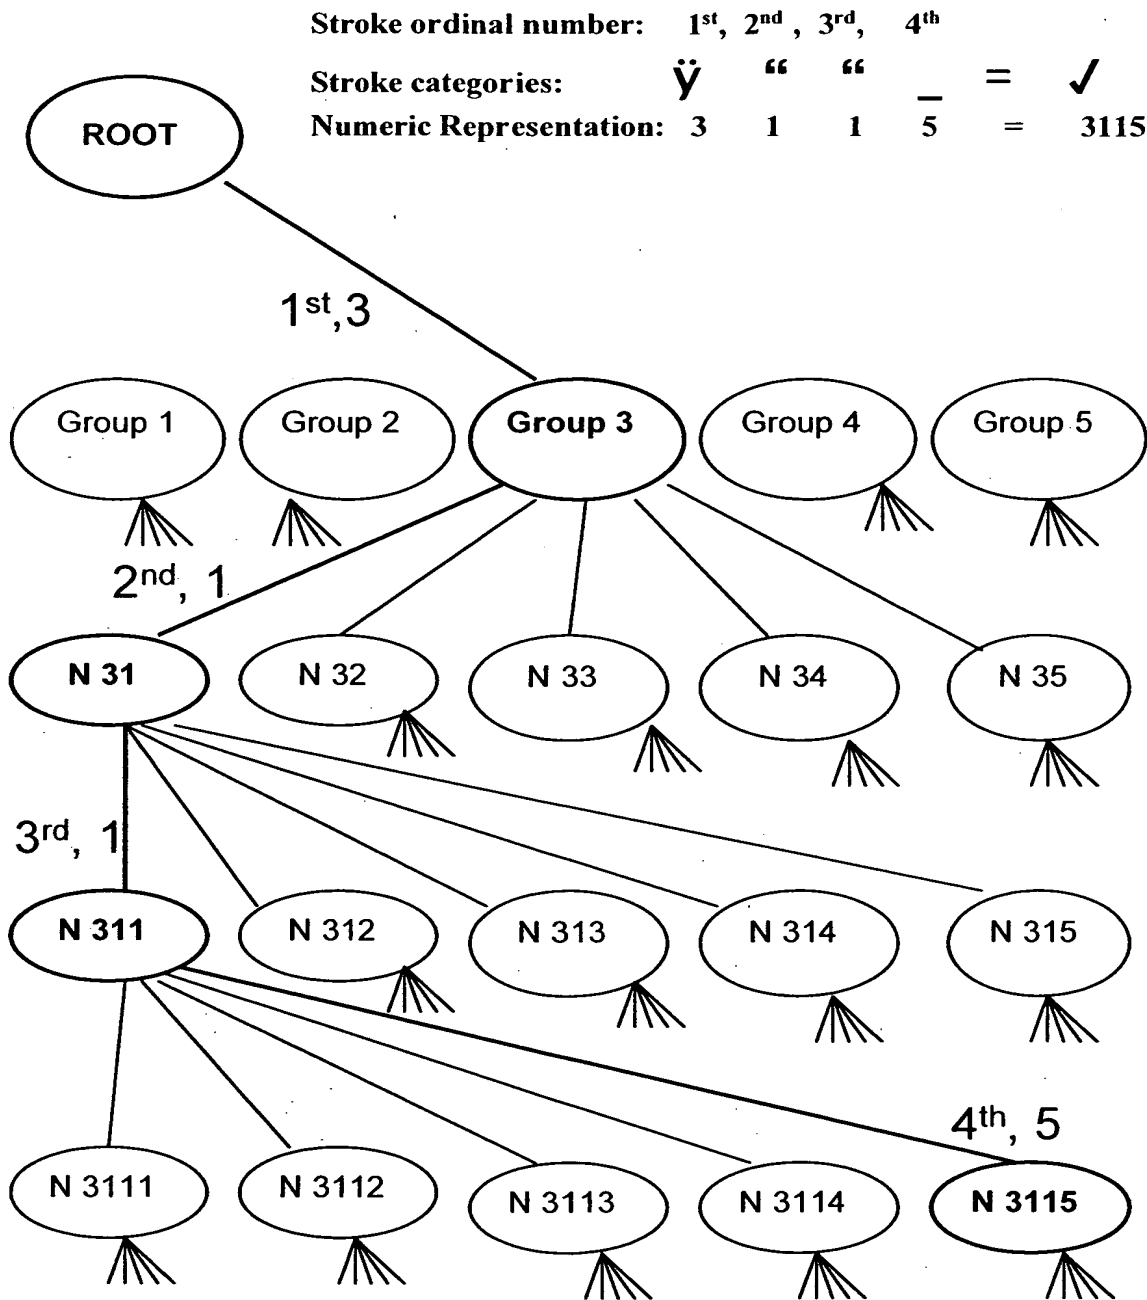 Stroke ordinal number: 1st, 2nd , 3rd, 4th
Stroke categories: ÿ “ “ _ = ✓
Numeric Representation: 3 1 1 5 = 3115
ROOT
1st,3
Group 1 Group 2 Group 3 Group 4 Group 5
2nd, 1
N 31 N 32 N 33 N 34 N 35
3rd, 1
N 311 N 312 N 313 N 314 N 315
4th, 5
N 3111 N 3112 N 3113 N 3114 N 3115